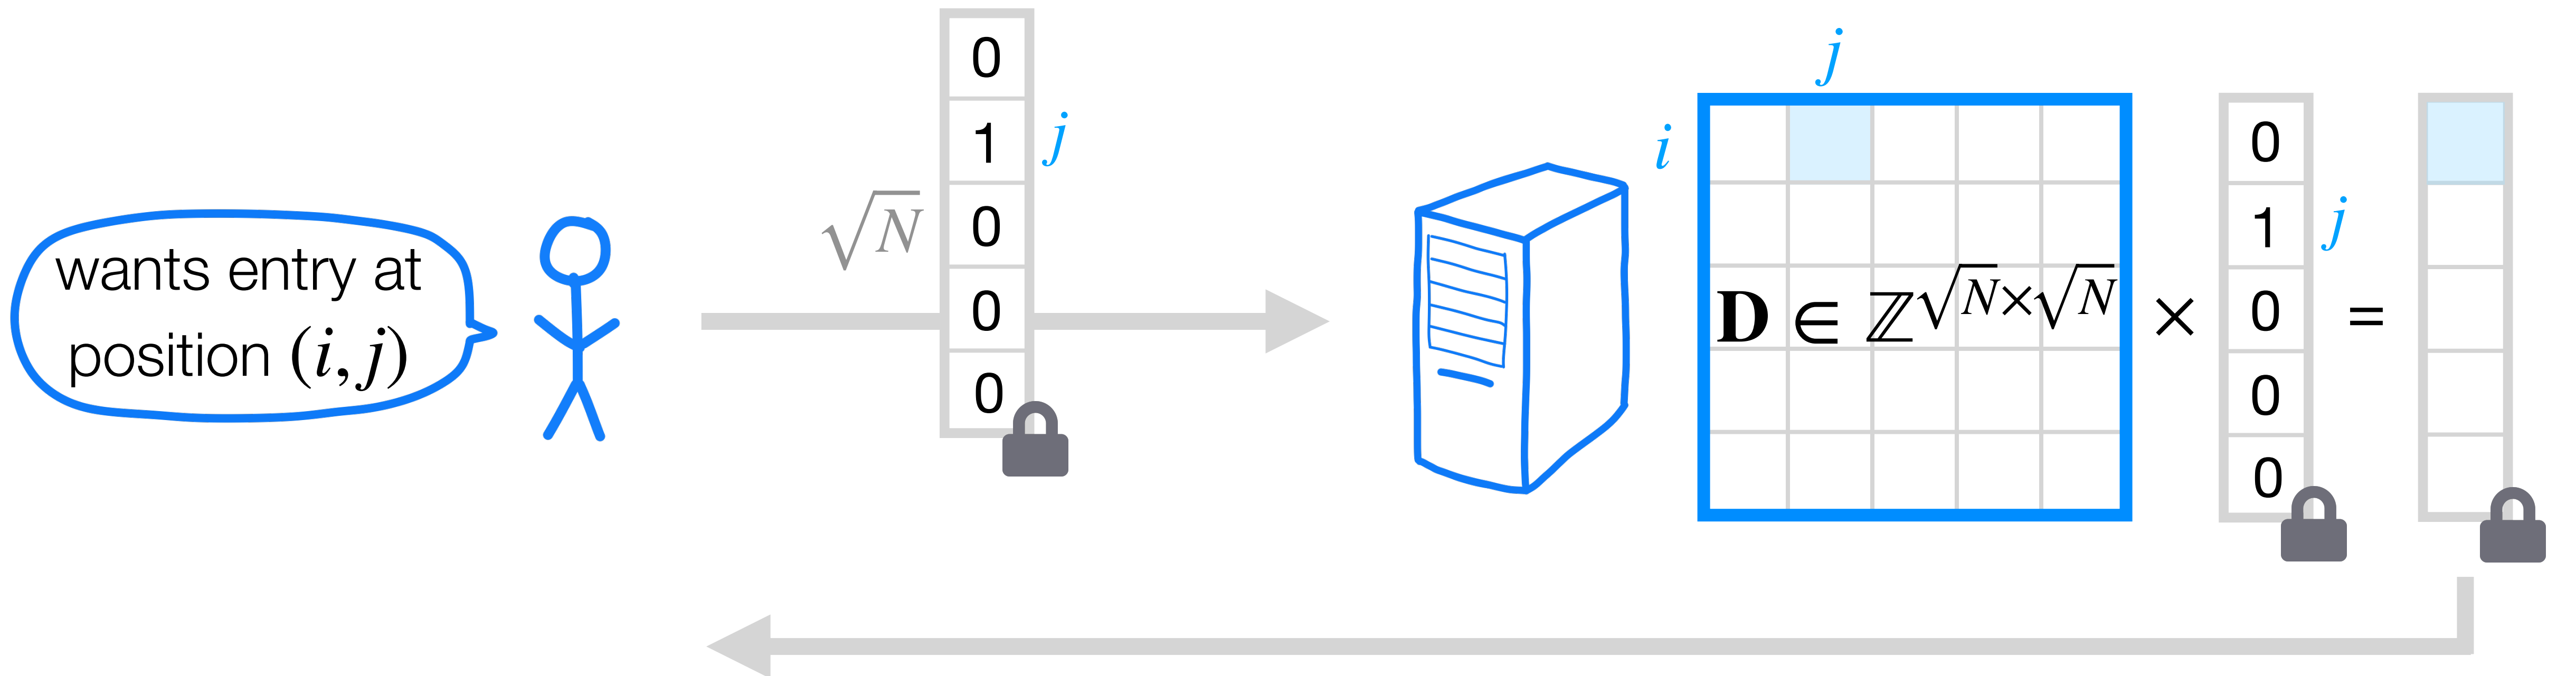 wants entry at
position (i, j)
√N
0
1
0
0
0
j
j
i
D ∈ ℤ^{√N×√N}
×
0
1
0
0
0
j
=